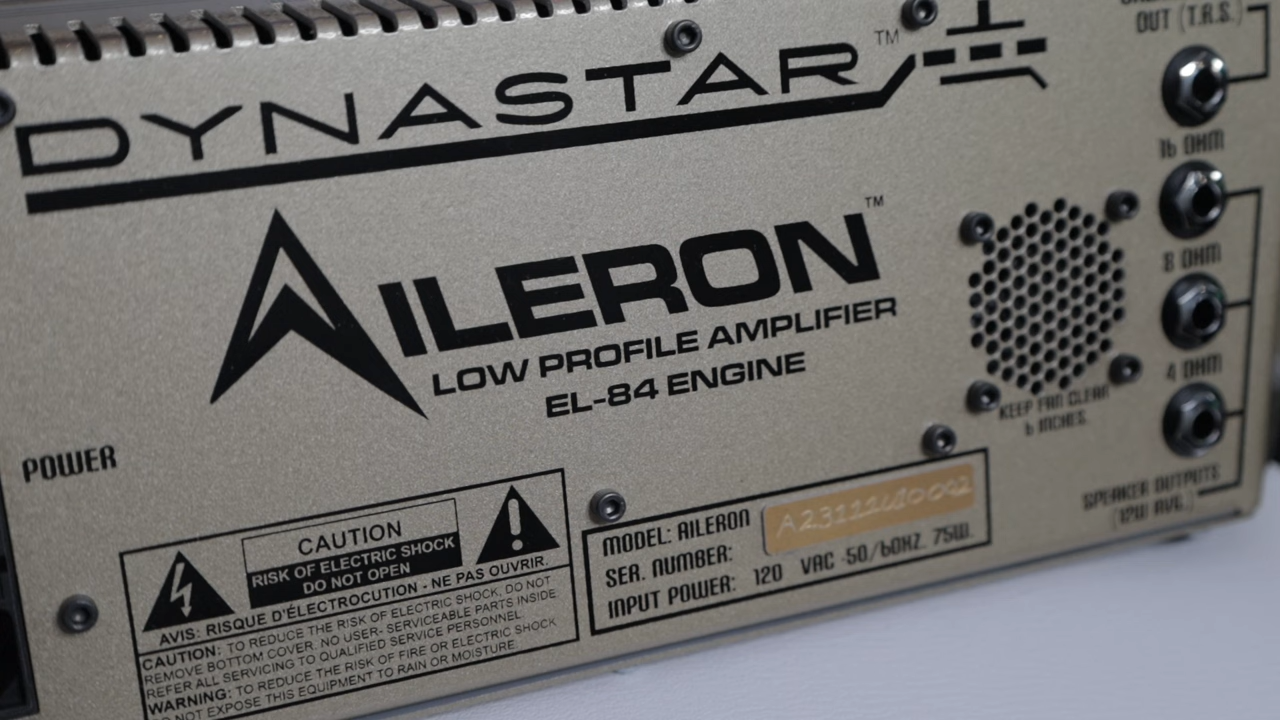 DYNASTAR™
OUT (T.R.S.)
16 OHM
8 OHM
4 OHM
SPEAKER OUTPUTS
(12W AVG.)
AILERON™
LOW PROFILE AMPLIFIER
EL-84 ENGINE
KEEP FAN CLEAR
6 INCHES.
POWER
CAUTION
RISK OF ELECTRIC SHOCK
DO NOT OPEN
AVIS: RISQUE D'ÉLECTROCUTION - NE PAS OUVRIR.
CAUTION: TO REDUCE THE RISK OF ELECTRIC SHOCK, DO NOT
REMOVE BOTTOM COVER. NO USER- SERVICEABLE PARTS INSIDE.
REFER ALL SERVICING TO QUALIFIED SERVICE PERSONNEL.
WARNING: TO REDUCE THE RISK OF FIRE OR ELECTRIC SHOCK
DO NOT EXPOSE THIS EQUIPMENT TO RAIN OR MOISTURE
MODEL: AILERON
SER. NUMBER:
INPUT POWER: 120 VAC -50/60HZ. 75W.